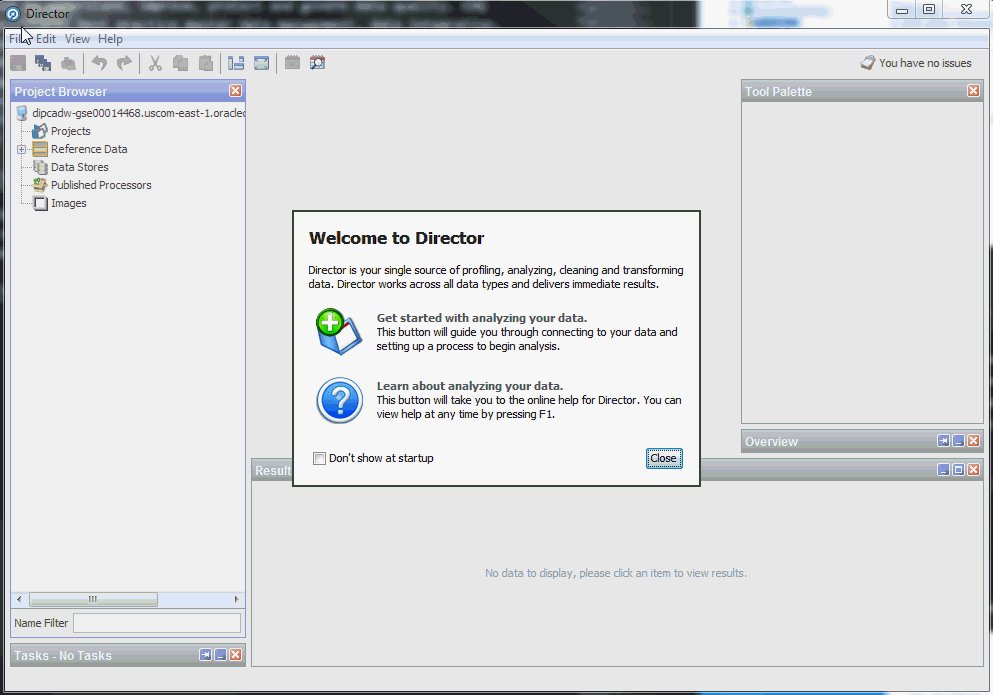 Director
Edit View Help
You have no issues
Project Browser
Tool Palette
dipcadw-gse00014468.uscom-east-1.oraclec
Projects
Reference Data
Data Stores
Published Processors
Images
Welcome to Director
Director is your single source of profiling, analyzing, cleaning and transforming
data. Director works across all data types and delivers immediate results.
Get started with analyzing your data.
This button will guide you through connecting to your data and
setting up a process to begin analysis.
Learn about analyzing your data.
This button will take you to the online help for Director. You can
view help at any time by pressing F1.
Don't show at startup
Close
Overview
Result
No data to display, please click an item to view results.
Name Filter
Tasks - No Tasks